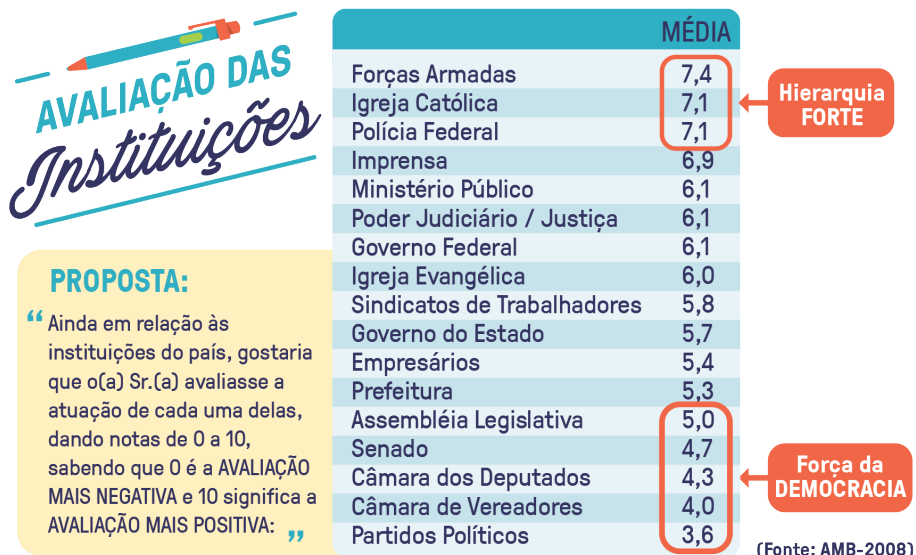 AVALIAÇÃO DAS
Instituições
PROPOSTA:
“ Ainda em relação às
instituições do país, gostaria
que o(a) Sr.(a) avaliasse a
atuação de cada uma delas,
dando notas de 0 a 10,
sabendo que 0 é a AVALIAÇÃO
MAIS NEGATIVA e 10 significa a
AVALIAÇÃO MAIS POSITIVA: ”
MÉDIA
Forças Armadas 7,4
Igreja Católica 7,1
Polícia Federal 7,1
Imprensa 6,9
Ministério Público 6,1
Poder Judiciário / Justiça 6,1
Governo Federal 6,1
Igreja Evangélica 6,0
Sindicatos de Trabalhadores 5,8
Governo do Estado 5,7
Empresários 5,4
Prefeitura 5,3
Assembléia Legislativa 5,0
Senado 4,7
Câmara dos Deputados 4,3
Câmara de Vereadores 4,0
Partidos Políticos 3,6
Hierarquia
FORTE
Força da
DEMOCRACIA
(Fonte: AMB-2008)